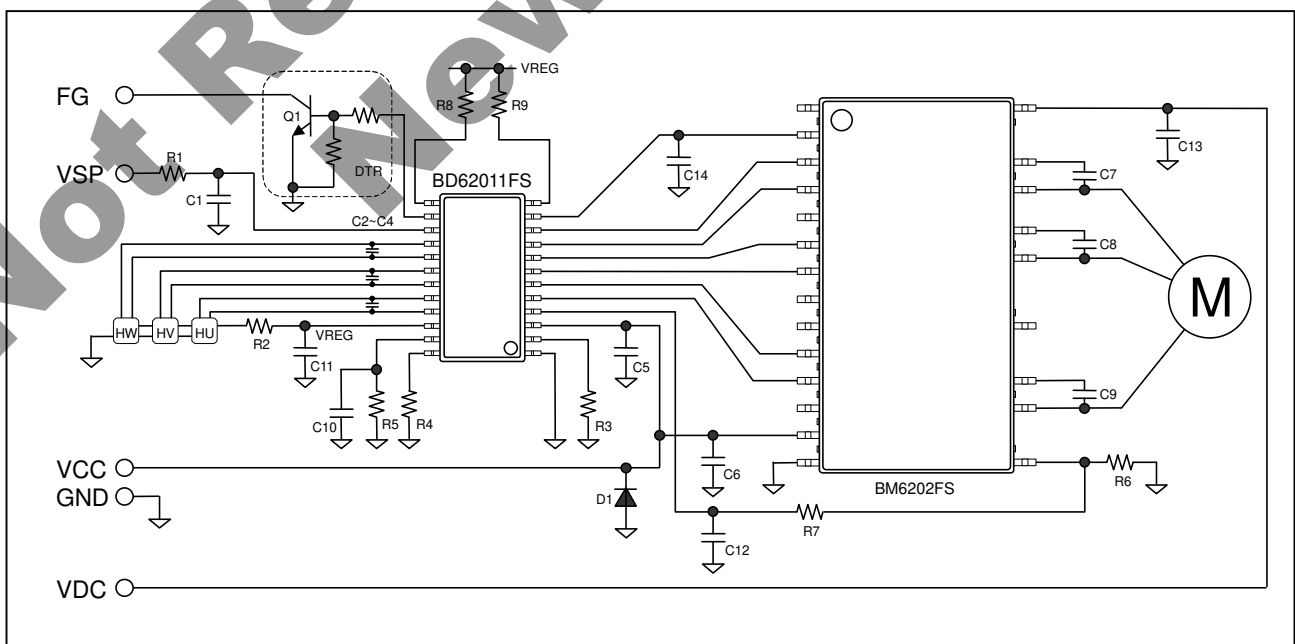 Not Re
New
FG
Q1
DTR
R8
R9
VREG
VSP
R1
C1
C2~C4
BD62011FS
C14
C13
C7
C8
M
HW
HV
HU
R2
VREG
C11
C5
C10
R5
R4
R3
C9
VCC
GND
D1
C6
R6
BM6202FS
C12
R7
VDC